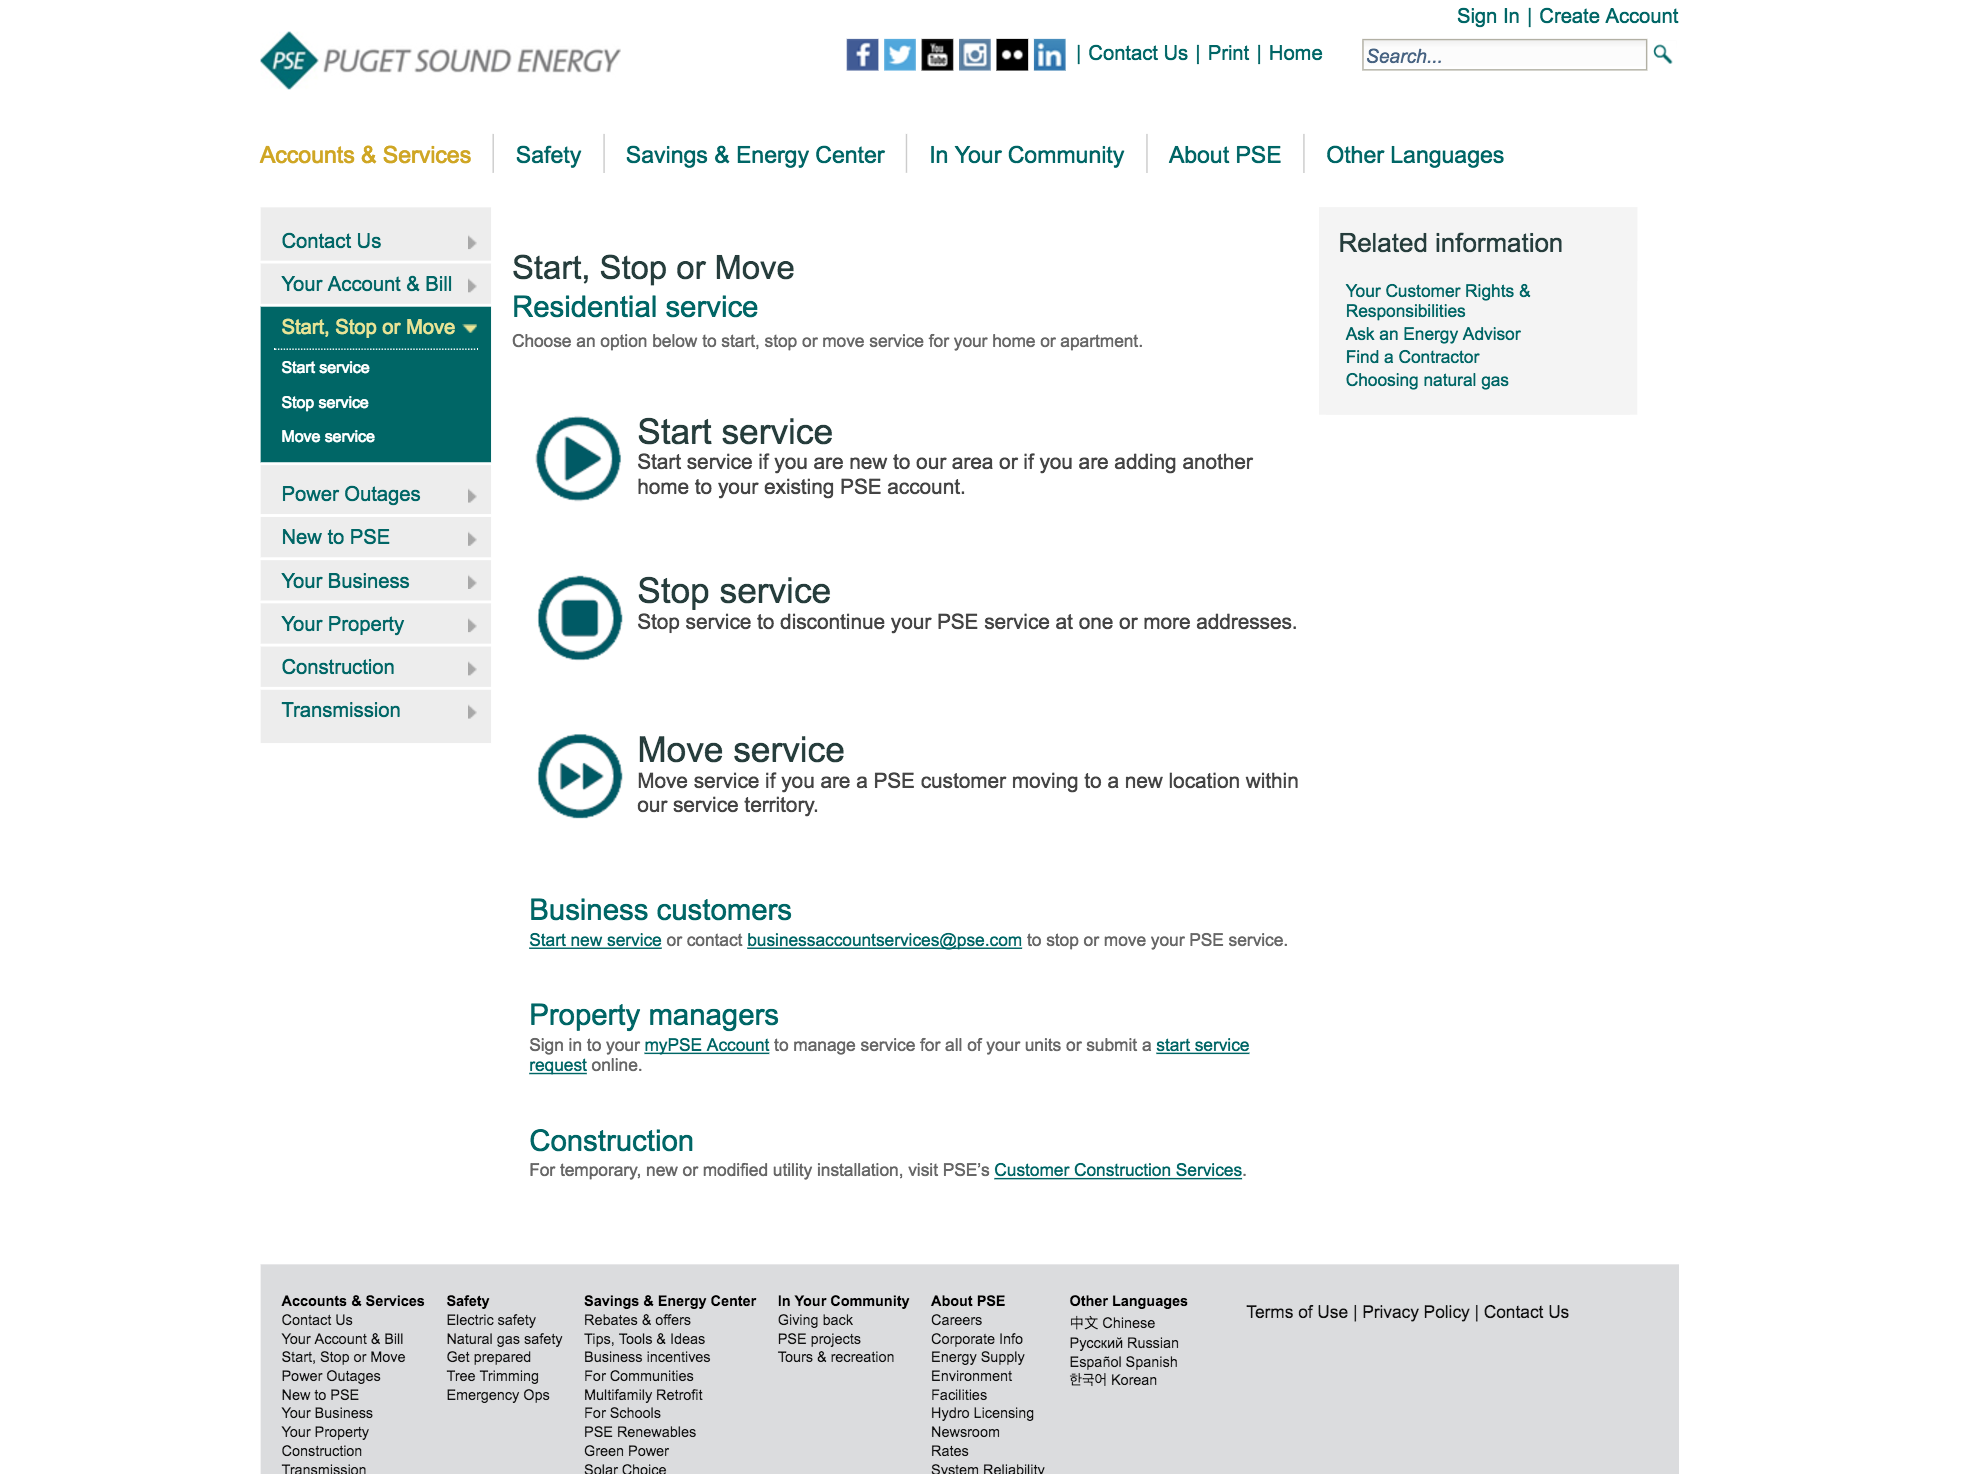 Sign In | Create Account
PSE PUGET SOUND ENERGY
You Tube
| Contact Us | Print | Home
Search...
Accounts & Services
Safety
Savings & Energy Center
In Your Community
About PSE
Other Languages
Contact Us
Your Account & Bill
Start, Stop or Move
Start service
Stop service
Move service
Power Outages
New to PSE
Your Business
Your Property
Construction
Transmission
Start, Stop or Move
Residential service
Choose an option below to start, stop or move service for your home or apartment.
Start service
Start service if you are new to our area or if you are adding another
home to your existing PSE account.
Stop service
Stop service to discontinue your PSE service at one or more addresses.
Move service
Move service if you are a PSE customer moving to a new location within
our service territory.
Business customers
Start new service or contact businessaccountservices@pse.com to stop or move your PSE service.
Property managers
Sign in to your myPSE Account to manage service for all of your units or submit a start service
request online.
Construction
For temporary, new or modified utility installation, visit PSE's Customer Construction Services.
Related information
Your Customer Rights &
Responsibilities
Ask an Energy Advisor
Find a Contractor
Choosing natural gas
Accounts & Services
Contact Us
Your Account & Bill
Start, Stop or Move
Power Outages
New to PSE
Your Business
Your Property
Construction
Transmission
Safety
Electric safety
Natural gas safety
Get prepared
Tree Trimming
Emergency Ops
Savings & Energy Center
Rebates & offers
Tips, Tools & Ideas
Business incentives
For Communities
Multifamily Retrofit
For Schools
PSE Renewables
Green Power
Solar Choice
In Your Community
Giving back
PSE projects
Tours & recreation
About PSE
Careers
Corporate Info
Energy Supply
Environment
Facilities
Hydro Licensing
Newsroom
Rates
System Reliability
Other Languages
中文 Chinese
Русский Russian
Español Spanish
한국어 Korean
Terms of Use | Privacy Policy | Contact Us